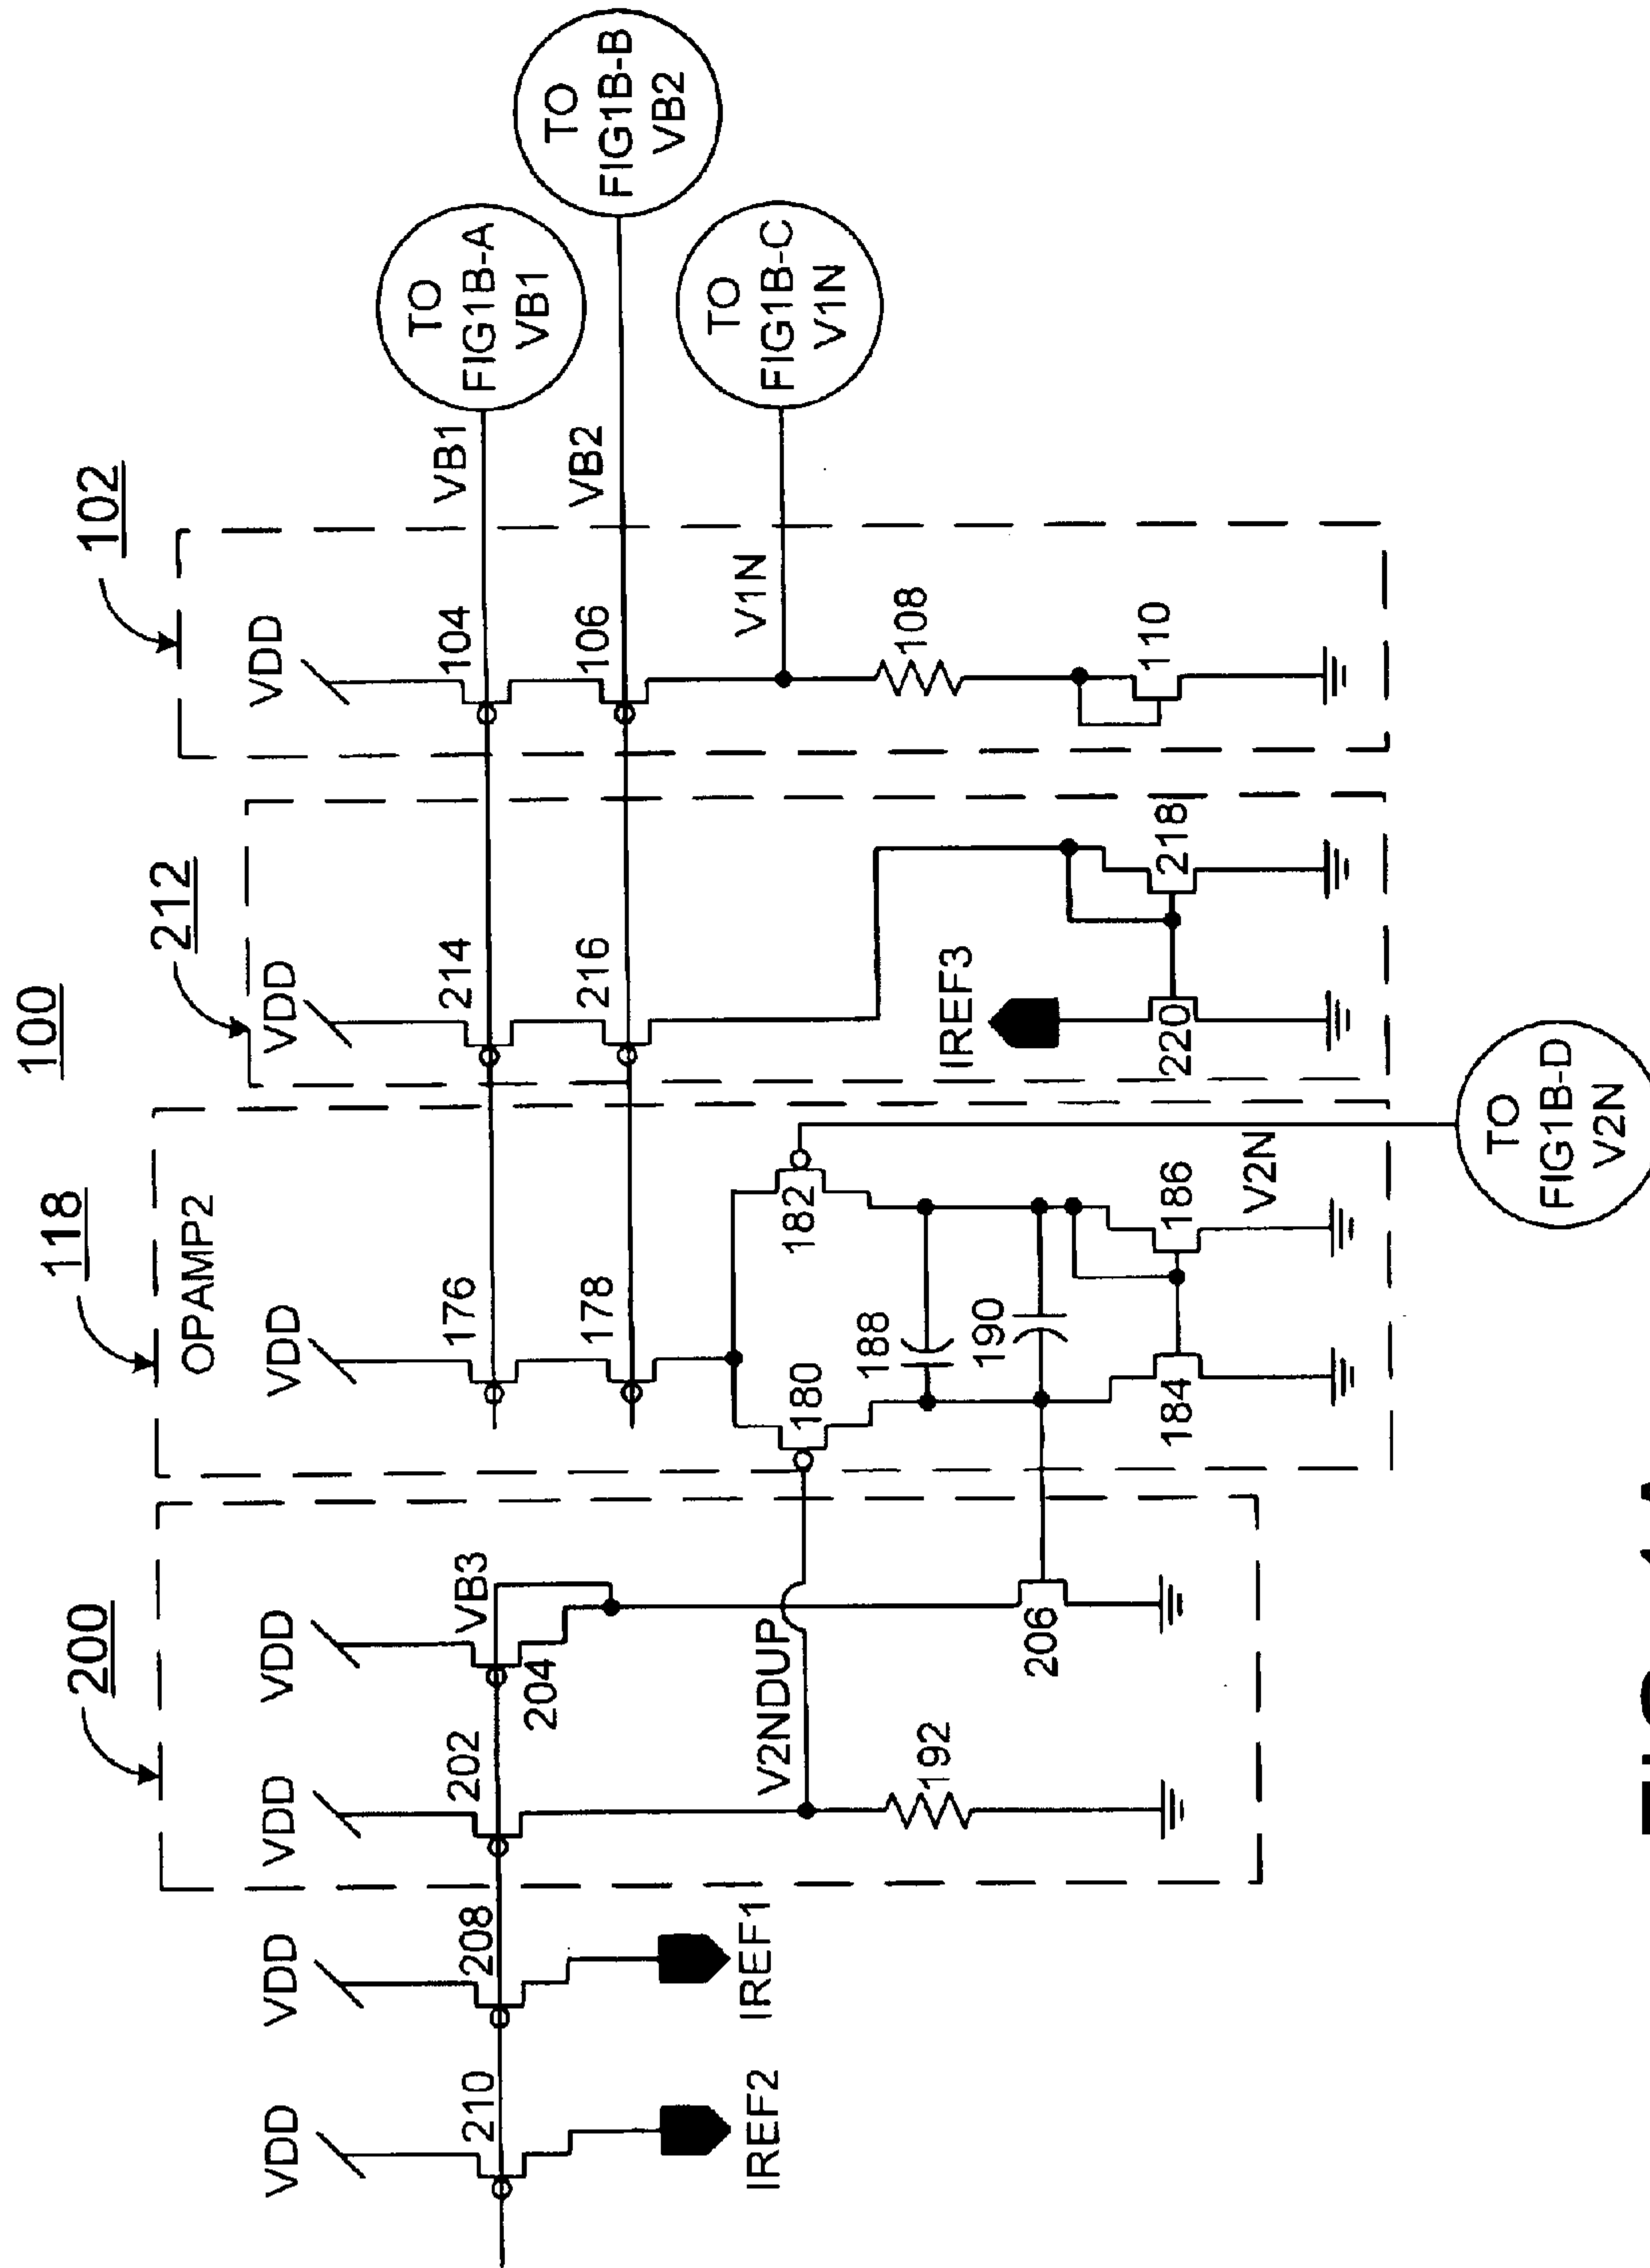 100
200
118
212
102
OPAMP2
VDD
VDD
VDD
VDD
VDD
VDD
VDD
210
208
202
204
VB3
176
214
104
VB1
178
216
106
VB2
TO
FIG1B-A
VB1
TO
FIG1B-B
VB2
TO
FIG1B-C
V1N
V1N
IREF2
IREF1
V2NDUP
192
206
180
182
188
190
184
186
V2N
IREF3
220
218
108
110
TO
FIG1B-D
V2N